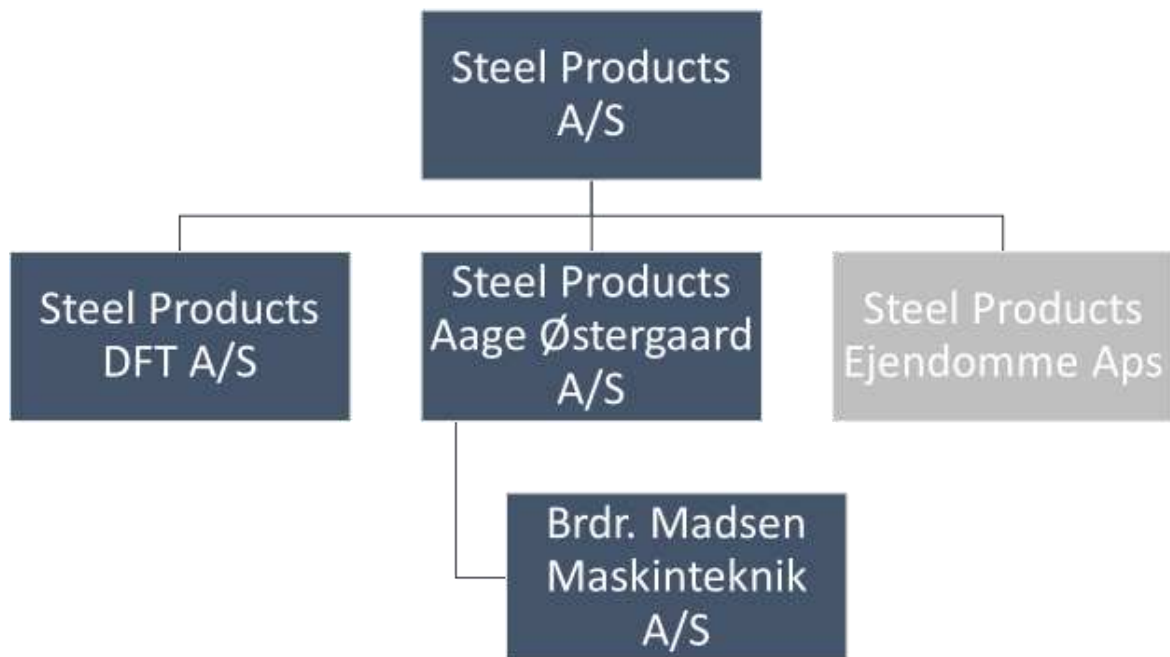 Steel Products
A/S
Steel Products
DFT A/S
Steel Products
Aage Østergaard
A/S
Steel Products
Ejendomme Aps
Brdr. Madsen
Maskinteknik
A/S